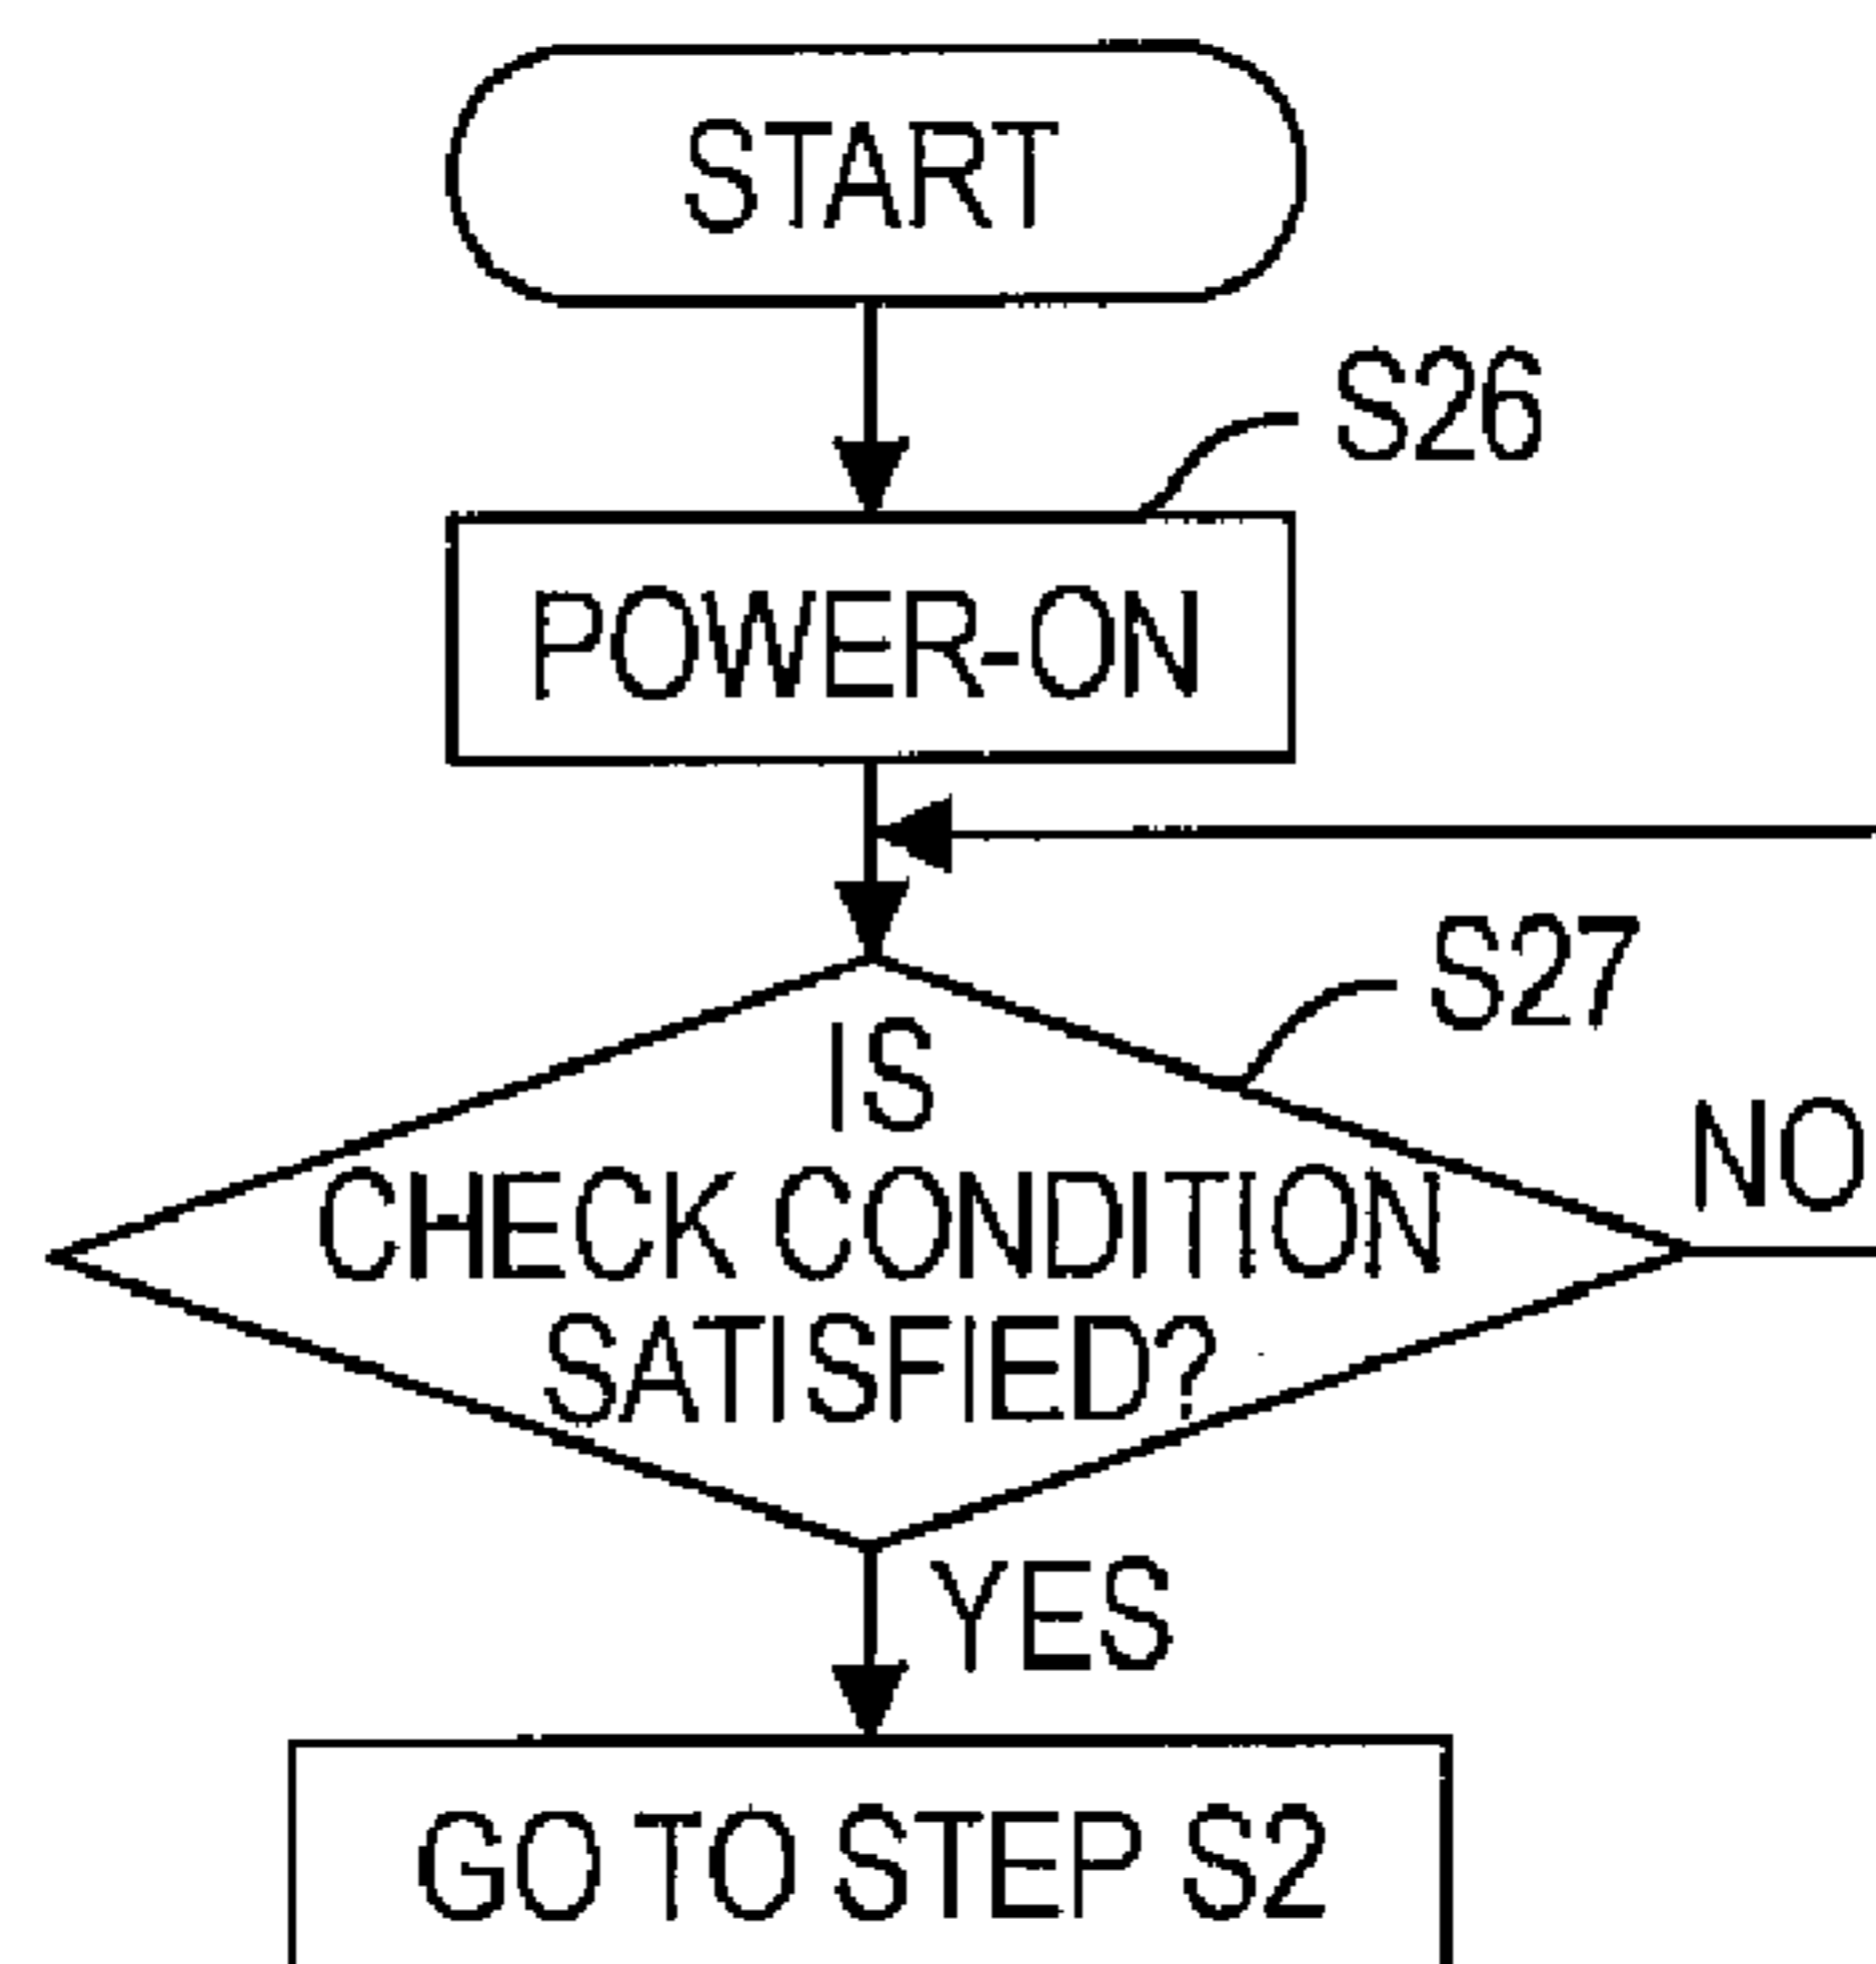 START
S26
POWER-ON
S27
IS
CHECK CONDITION
SATISFIED?
NO
YES
GO TO STEP S2